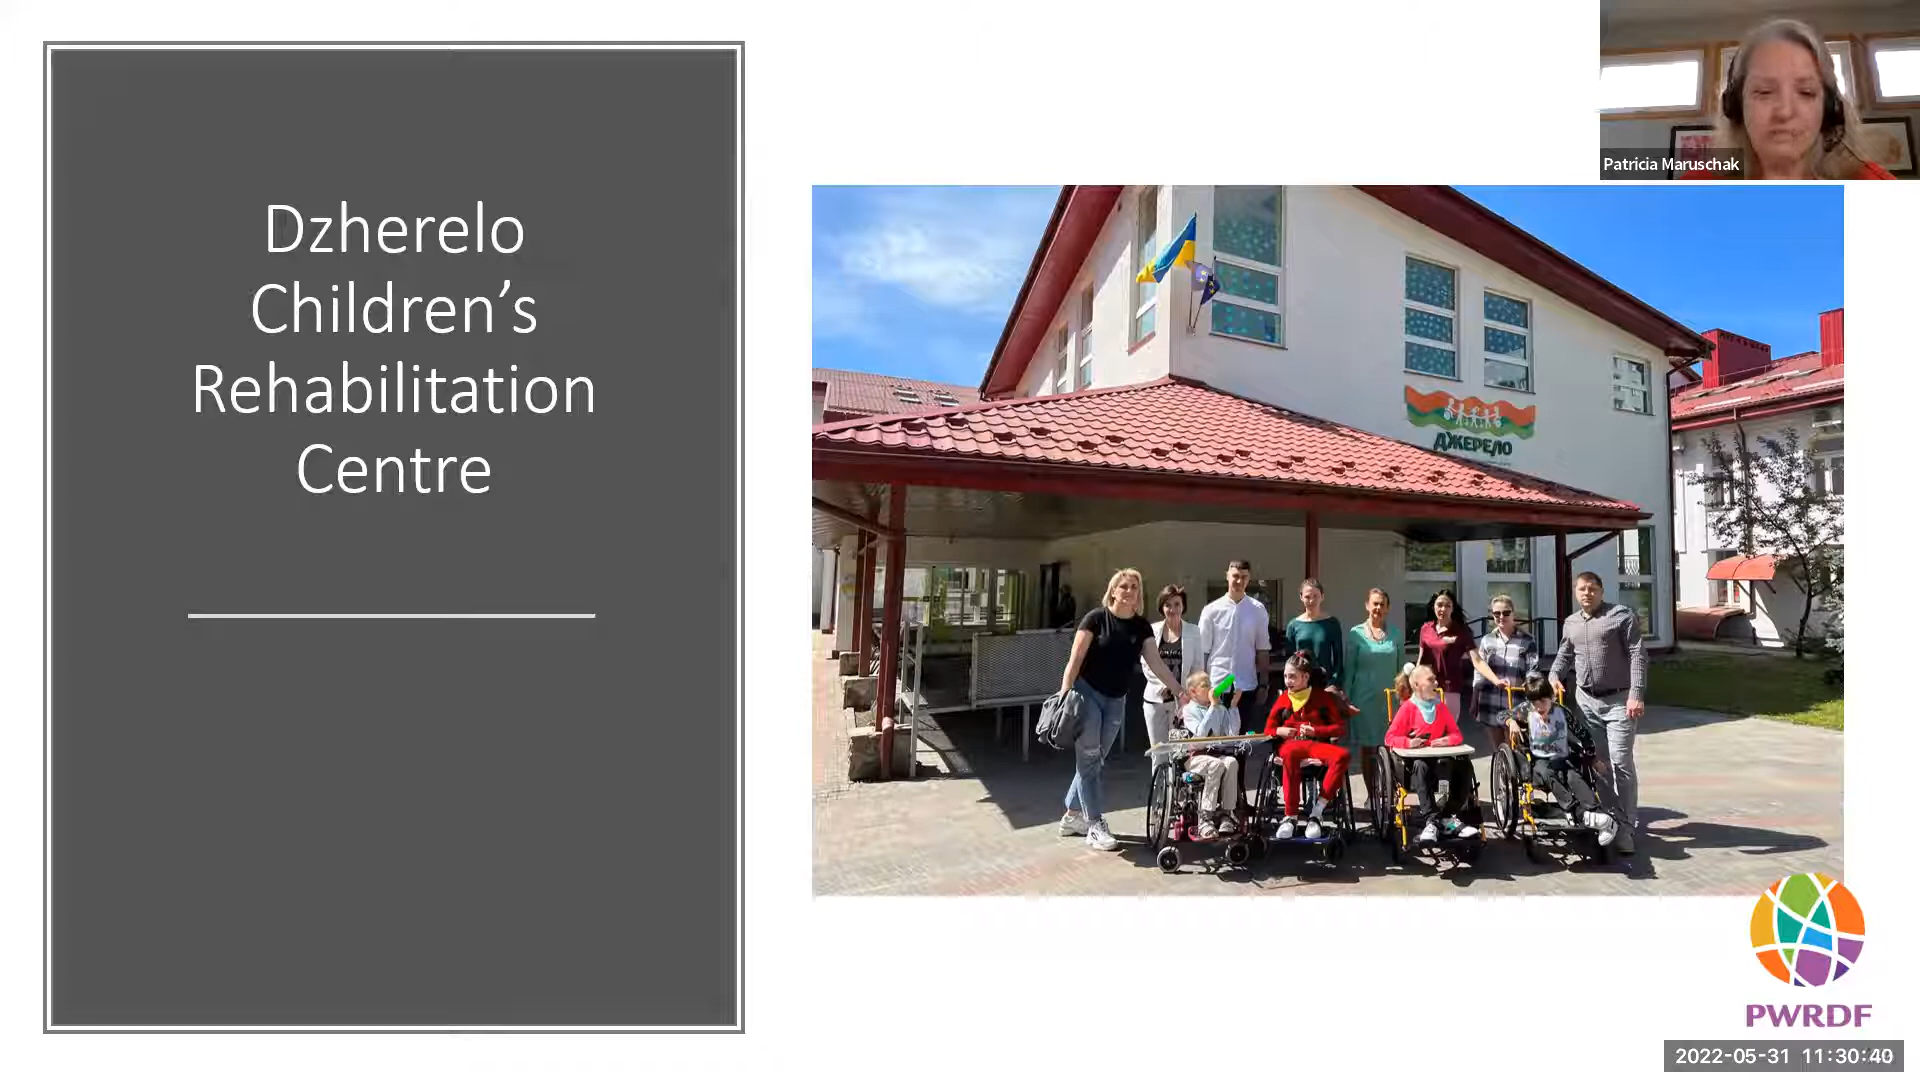 Dzherelo
Children’s
Rehabilitation
Centre
Patricia Maruschak
ДЖЕРЕЛО
PWRDF
2022-05-31 11:30:40